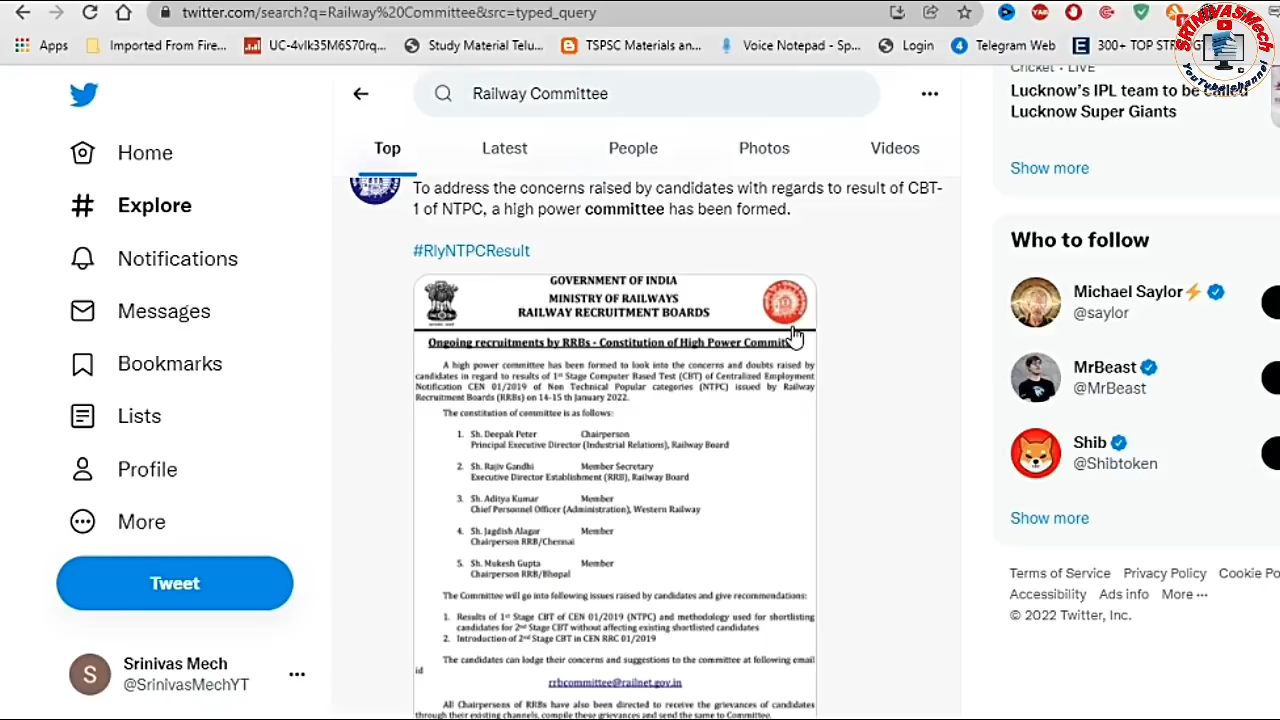 twitter.com/search?q=Railway%20Committee&src=typed_query
Apps
Imported From Fire...
UC-4vlk35M6S70rq...
Study Material Telu...
TSPSC Materials an...
Voice Notepad - Sp...
Login
Telegram Web
300+ TOP STRENGT
SRINIVASMech
YouTubechannel
Home
Explore
Notifications
Messages
Bookmarks
Lists
Profile
More
Tweet
Srinivas Mech
@SrinivasMechYT
Railway Committee
Top
Latest
People
Photos
Videos
To address the concerns raised by candidates with regards to result of CBT-
1 of NTPC, a high power committee has been formed.
#RlyNTPCResult
GOVERNMENT OF INDIA
MINISTRY OF RAILWAYS
RAILWAY RECRUITMENT BOARDS
Ongoing recruitments by RRBs - Constitution of High Power Committ
A high power committee has been formed to look into the concerns and doubts raised by
candidates in regard to results of 1st Stage Computer Based Test (CBT) of Centralized Employment
Notification CEN 01/2019 of Non Technical Popular categories (NTPC) issued by Railway
Recruitment Boards (RRBs) on 14-15 th January 2022.
The constitution of committee is as follows:
1. Sh. Deepak Peter Chairperson
Principal Executive Director (Industrial Relations), Railway Board
2. Sh. Rajiv Gandhi Member Secretary
Executive Director Establishment (RRB), Railway Board
3. Sh. Aditya Kumar Member
Chief Personnel Officer (Administration), Western Railway
4. Sh. Jagdish Alagar Member
Chairperson RRB/Chennai
5. Sh. Mukesh Gupta Member
Chairperson RRB/Bhopal
The Committee will go into following issues raised by candidates and give recommendations:
1. Results of 1st Stage CBT of CEN 01/2019 (NTPC) and methodology used for shortlisting
candidates for 2nd Stage CBT without affecting existing shortlisted candidates
2. Introduction of 2nd Stage CBT in CEN RRC 01/2019
The candidates can lodge their concerns and suggestions to the committee at following email
id
rrbcommittee@railnet.gov.in
All Chairpersons of RRBs have also been directed to receive the grievances of candidates
through their existing channels, compile these grievances and send the same to Committee.
Cricket · LIVE
Lucknow's IPL team to be called
Lucknow Super Giants
Show more
Who to follow
Michael Saylor⚡
@saylor
MrBeast
@MrBeast
Shib
@Shibtoken
Show more
Terms of Service Privacy Policy Cookie Po
Accessibility Ads info More ···
© 2022 Twitter, Inc.